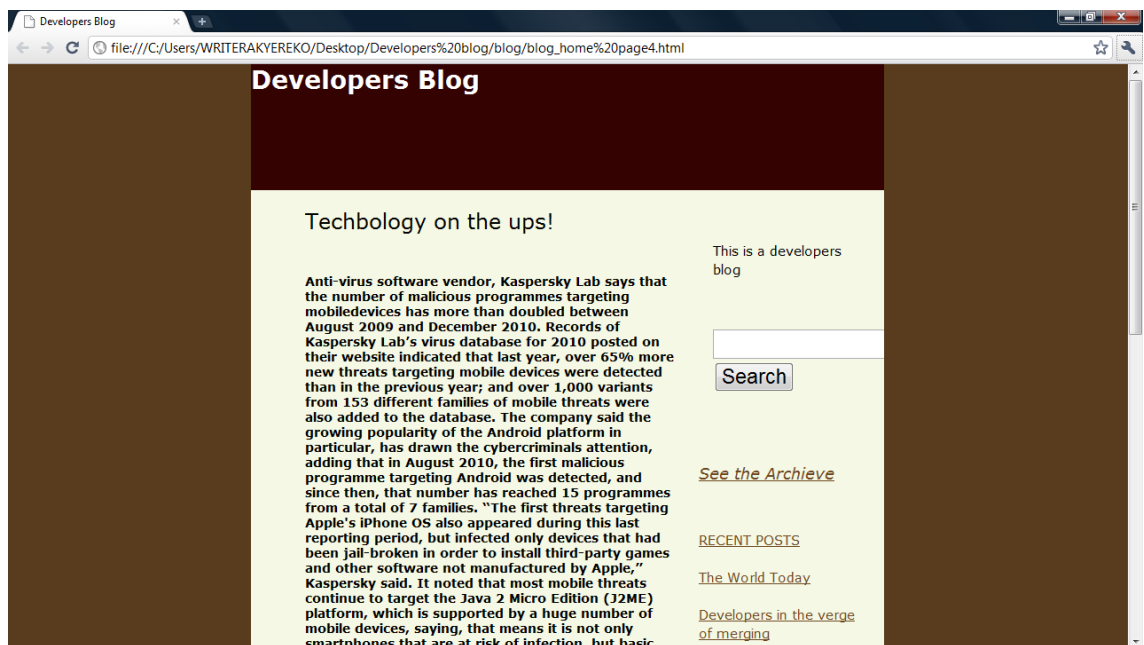 Developers Blog
file:///C:/Users/WRITERAKYEREKO/Desktop/Developers%20blog/blog/blog_home%20page4.html
Developers Blog
Techbology on the ups!
Anti-virus software vendor, Kaspersky Lab says that
the number of malicious programmes targeting
mobiledevices has more than doubled between
August 2009 and December 2010. Records of
Kaspersky Lab’s virus database for 2010 posted on
their website indicated that last year, over 65% more
new threats targeting mobile devices were detected
than in the previous year; and over 1,000 variants
from 153 different families of mobile threats were
also added to the database. The company said the
growing popularity of the Android platform in
particular, has drawn the cybercriminals attention,
adding that in August 2010, the first malicious
programme targeting Android was detected, and
since then, that number has reached 15 programmes
from a total of 7 families. “The first threats targeting
Apple's iPhone OS also appeared during this last
reporting period, but infected only devices that had
been jail-broken in order to install third-party games
and other software not manufactured by Apple,”
Kaspersky said. It noted that most mobile threats
continue to target the Java 2 Micro Edition (J2ME)
platform, which is supported by a huge number of
mobile devices, saying, that means it is not only
smartphones that are at risk of infection, but basic
This is a developers
blog
Search
See the Archieve
RECENT POSTS
The World Today
Developers in the verge
of merging